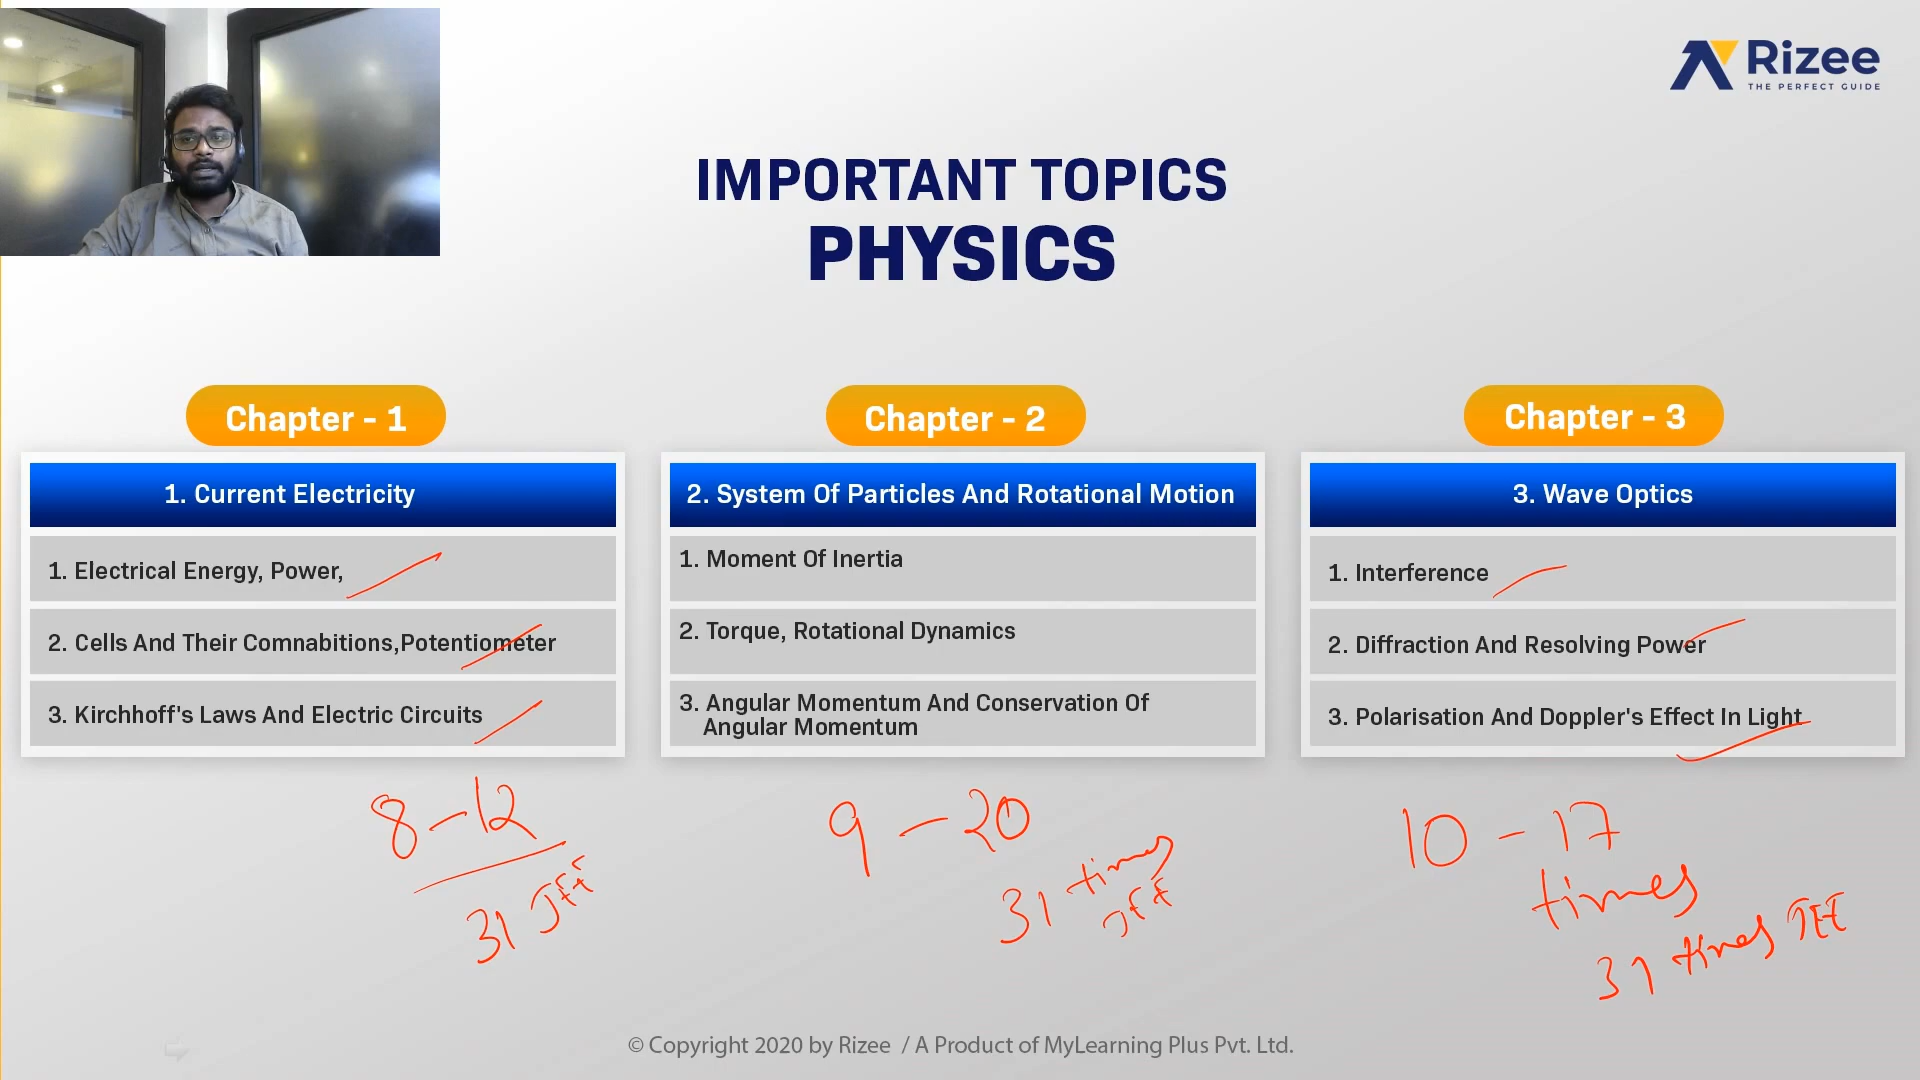 Rizee
THE PERFECT GUIDE
IMPORTANT TOPICS
PHYSICS
Chapter - 1
1. Current Electricity
1. Electrical Energy, Power,
2. Cells And Their Comnabitions,Potentiometer
3. Kirchhoff's Laws And Electric Circuits
8 - 12
31 JEE
Chapter - 2
2. System Of Particles And Rotational Motion
1. Moment Of Inertia
2. Torque, Rotational Dynamics
3. Angular Momentum And Conservation Of
Angular Momentum
9 - 20
31 times
JEE
Chapter - 3
3. Wave Optics
1. Interference
2. Diffraction And Resolving Power
3. Polarisation And Doppler's Effect In Light
10 - 17
times
31 times JEE
© Copyright 2020 by Rizee / A Product of MyLearning Plus Pvt. Ltd.